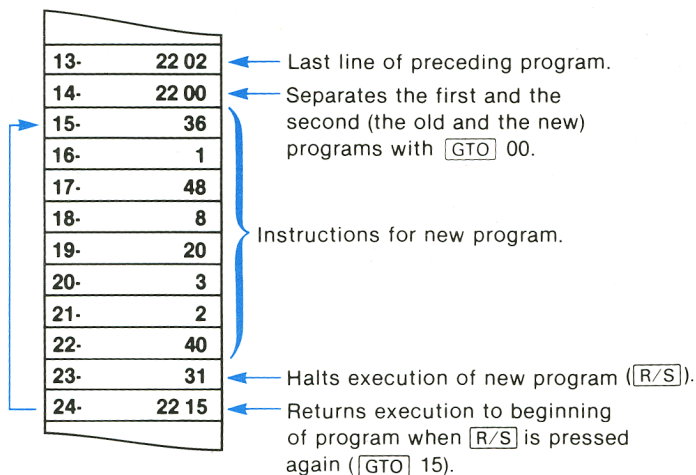 13- 22 02 Last line of preceding program.
14- 22 00 Separates the first and the
15- 36 second (the old and the new)
programs with GTO 00.
16- 1
17- 48
18- 8
Instructions for new program.
19- 20
20- 3
21- 2
22- 40
23- 31 Halts execution of new program (R/S).
24- 22 15 Returns execution to beginning
of program when R/S is pressed
again (GTO 15).